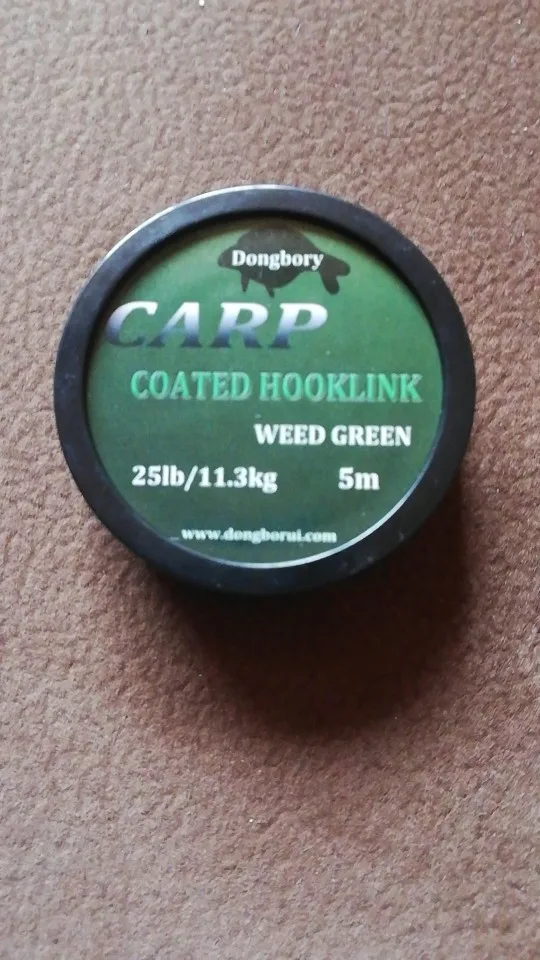 Dongbory
CARP
COATED HOOKLINK
WEED GREEN
25lb/11.3kg 5m
www.dongborui.com